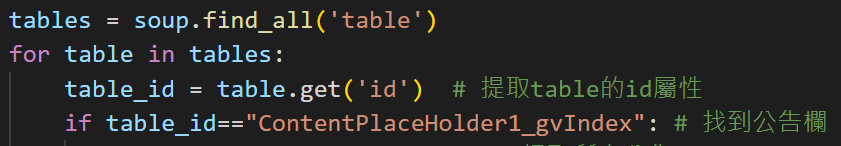 tables = soup.find_all('table')
for table in tables:
    table_id = table.get('id')  # 提取table的id屬性
    if table_id=="ContentPlaceHolder1_gvIndex": # 找到公告欄